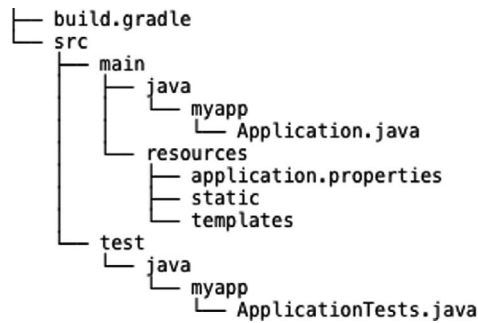 build.gradle
src
main
java
myapp
Application.java
resources
application.properties
static
templates
test
java
myapp
ApplicationTests.java